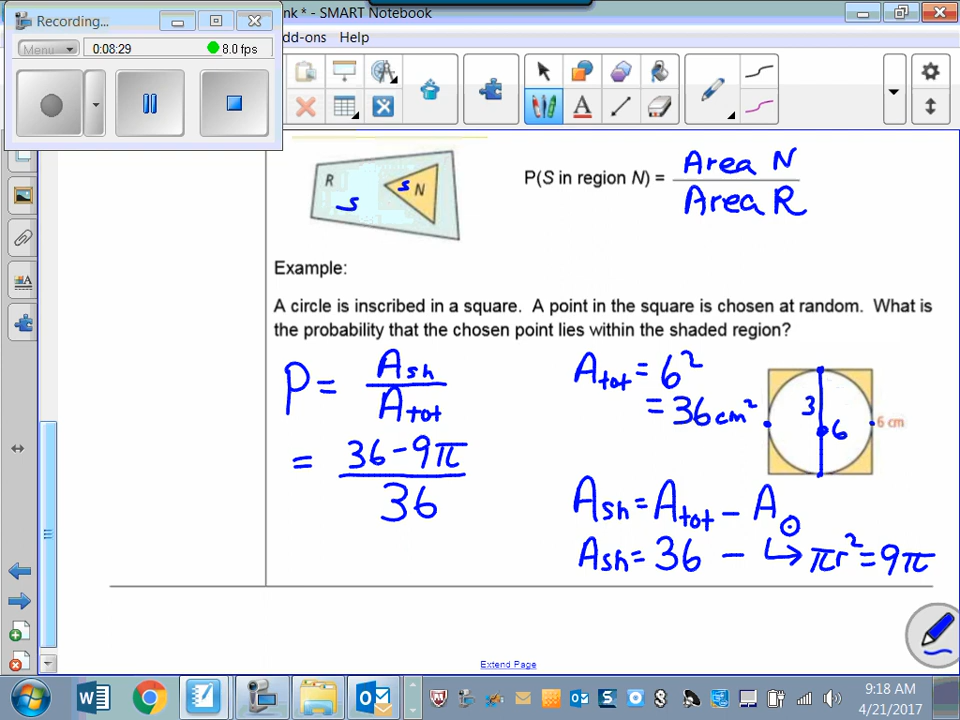 Recording...
Menu
0:08:29
8.0 fps
nk * - SMART Notebook
dd-ons Help
R
S
s N
P(S in region N) = Area N
Area R
Example:
A circle is inscribed in a square. A point in the square is chosen at random. What is
the probability that the chosen point lies within the shaded region?
P = Ash
Atot
= 36 - 9π
36
Atot = 6²
= 36 cm²
3
6
6 cm
Ash = Atot - A⊙
Ash = 36 - ↳ πr² = 9π
Extend Page
9:18 AM
4/21/2017